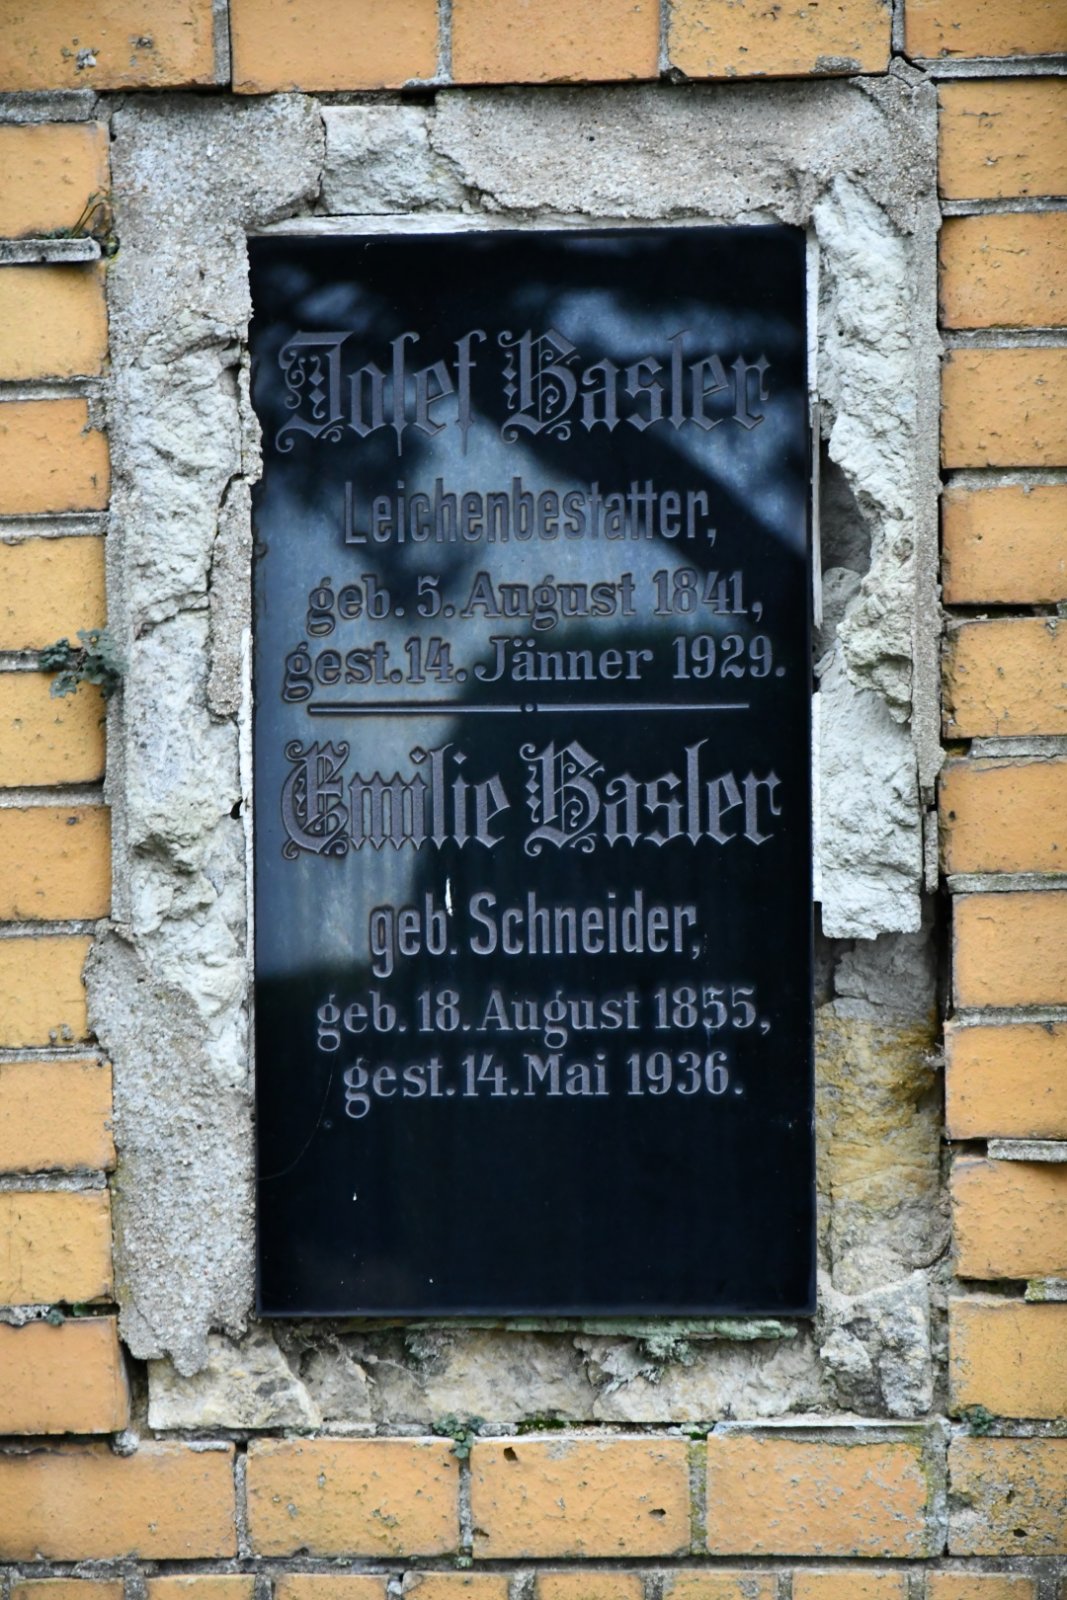 Josef Basler
Leichenbestatter,
geb. 5. August 1841,
gest. 14. Jänner 1929.
Emilie Basler
geb. Schneider,
geb. 18. August 1855,
gest. 14. Mai 1936.